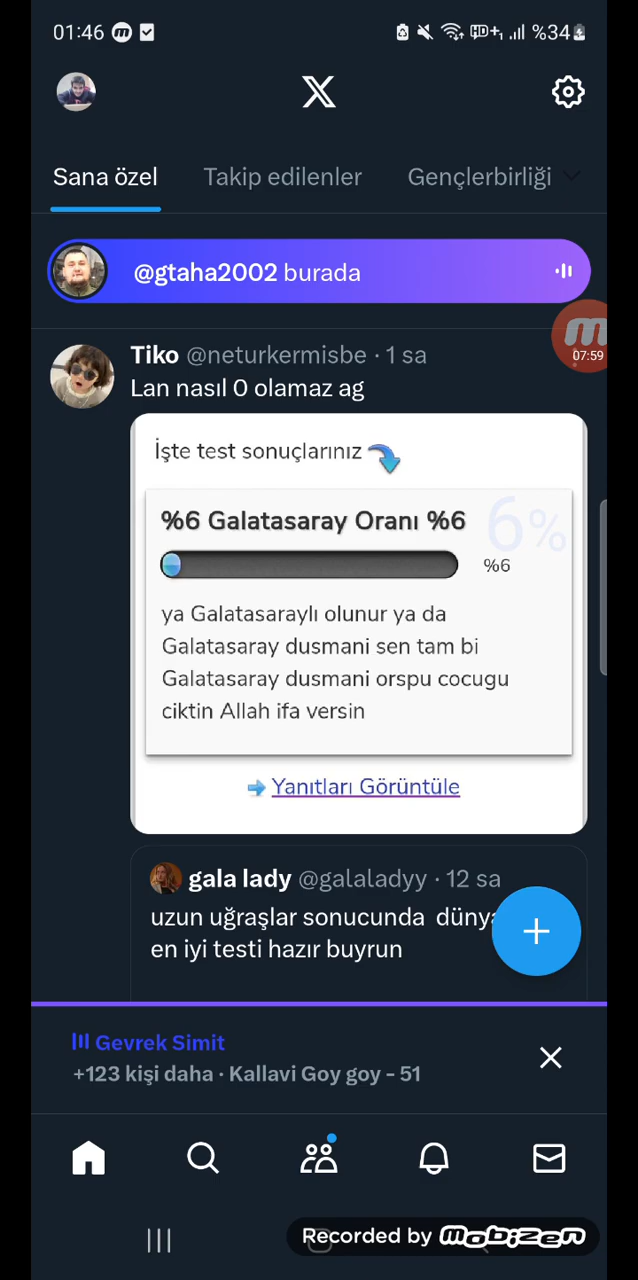 01:46 %34
Sana özel Takip edilenler Gençlerbirliği
@gtaha2002 burada
07:59
Tiko @neturkermisbe · 1 sa
Lan nasıl 0 olamaz ag
İşte test sonuçlarınız
%6 Galatasaray Oranı %6
6%
%6
ya Galatasaraylı olunur ya da
Galatasaray dusmani sen tam bi
Galatasaray dusmani orspu cocugu
ciktin Allah ifa versin
Yanıtları Görüntüle
gala lady @galaladyy · 12 sa
uzun uğraşlar sonucunda düny
en iyi testi hazır buyrun
Gevrek Simit
+123 kişi daha · Kallavi Goy goy - 51
Recorded by mobizen